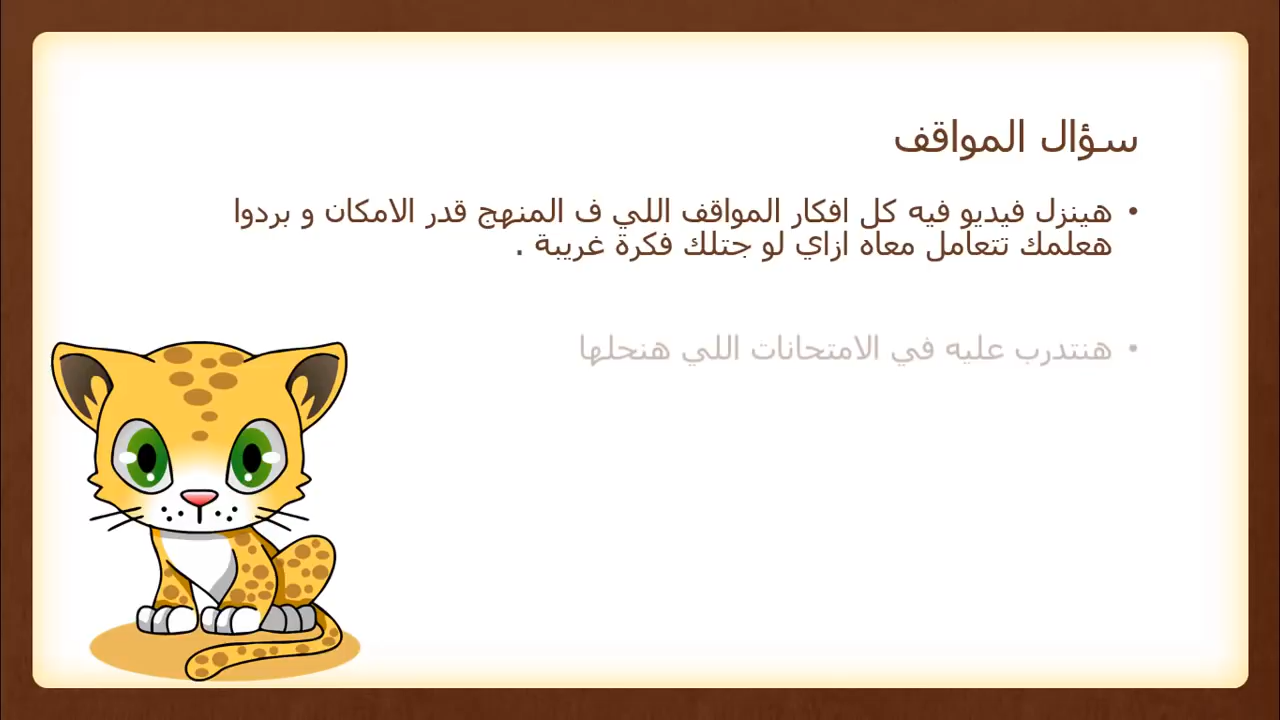 سؤال المواقف
• هينزل فيديو فيه كل افكار المواقف اللي ف المنهج قدر الامكان و بردوا
هعلمك تتعامل معاه ازاي لو جتلك فكرة غريبة .
• هنتدرب عليه في الامتحانات اللي هنحلها